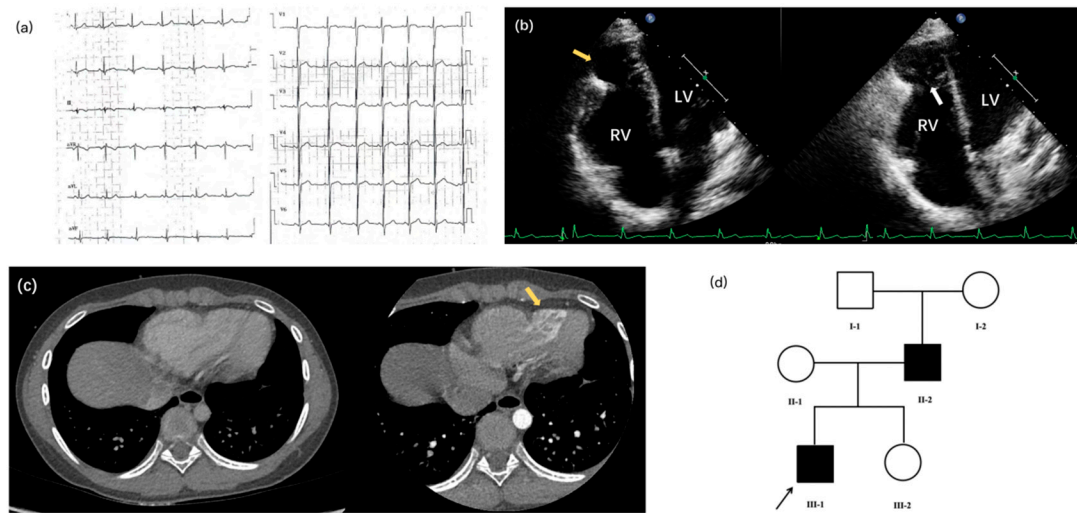 (a)
II
aVR
aVL
aVF
V1
V2
V3
V4
V5
V6
(b)
LV
RV
LV
RV
(c)
(d)
I-1
I-2
II-1
II-2
III-1
III-2